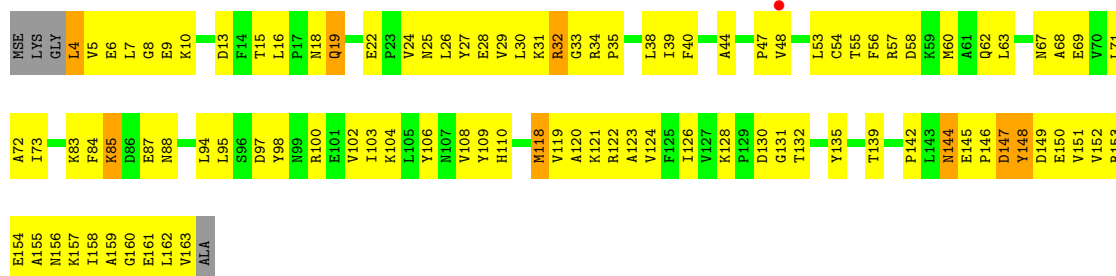 MSE LYS GLY L4 V5 E6 L7 G8 E9 K10 D13 F14 T15 L16 P17 N18 Q19 E22 P23 V24 N25 L26 Y27 E28 V29 L30 K31 R32 G33 R34 P35 L38 I39 F40 A44 P47 V48 L53 C54 T55 F56 R57 D58 K59 M60 A61 Q62 L63 N67 A68 E69 V70 L71
A72 I73 K83 F84 K85 D86 E87 N88 L94 L95 S96 D97 Y98 N99 R100 E101 V102 I103 K104 L105 Y106 N107 V108 Y109 H110 M118 V119 A120 K121 R122 A123 V124 F125 I126 V127 K128 P129 D130 G131 T132 Y135 T139 P142 L143 N144 E145 P146 D147 Y148 D149 E150 V151 V152
E154 A155 N156 K157 I158 A159 G160 E161 L162 V163 ALA